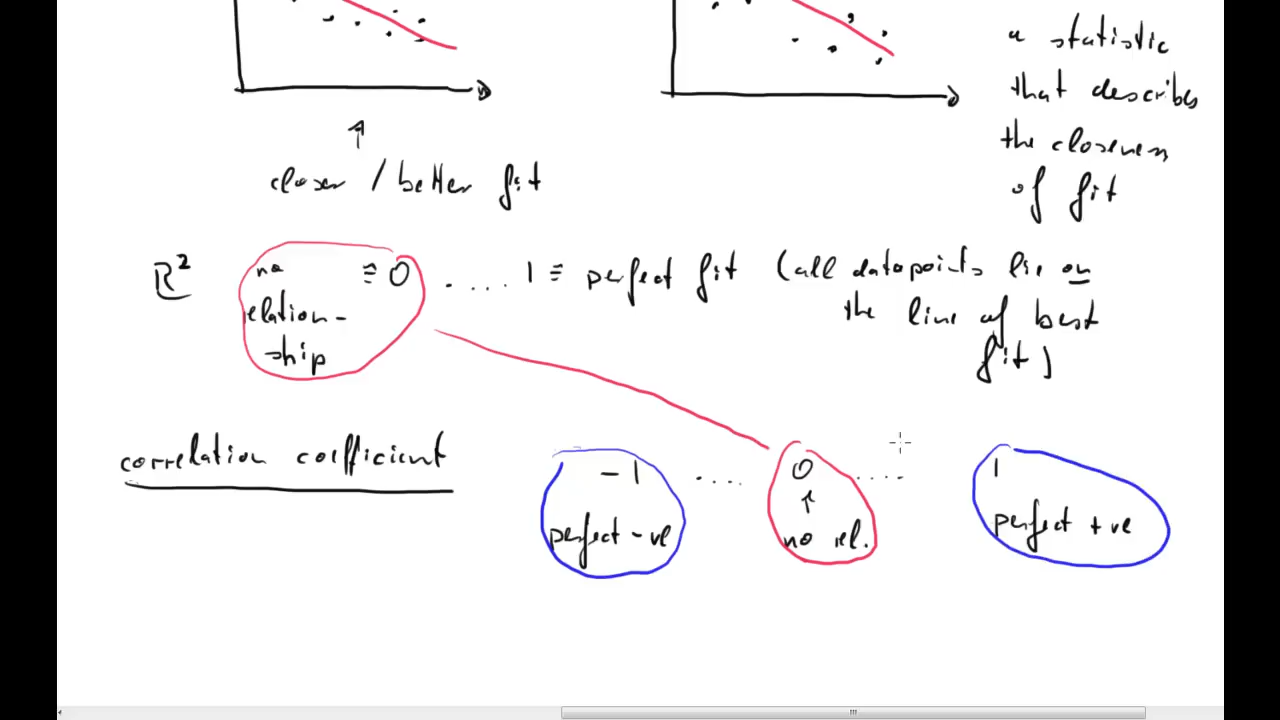 a statistic
that describes
the closeness
of fit
closer / better fit
R² no ≡ 0 .... 1 ≡ perfect fit (all datapoints lie on
relation-
ship
the line of best
fit)
correlation coefficient
-1 .... 0 .... 1
perfect -ve
no rel.
perfect +ve